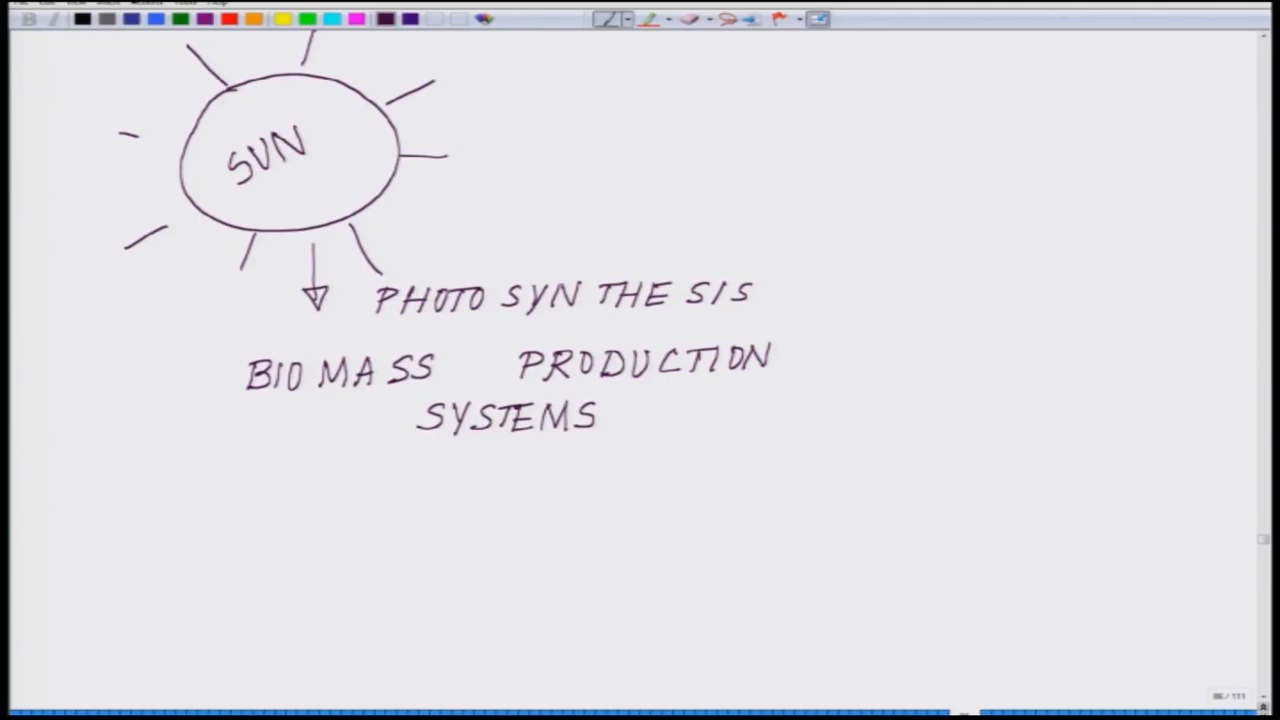 SUN
PHOTO SYN THE SIS
BIO MASS PRODUCTION
SYSTEMS